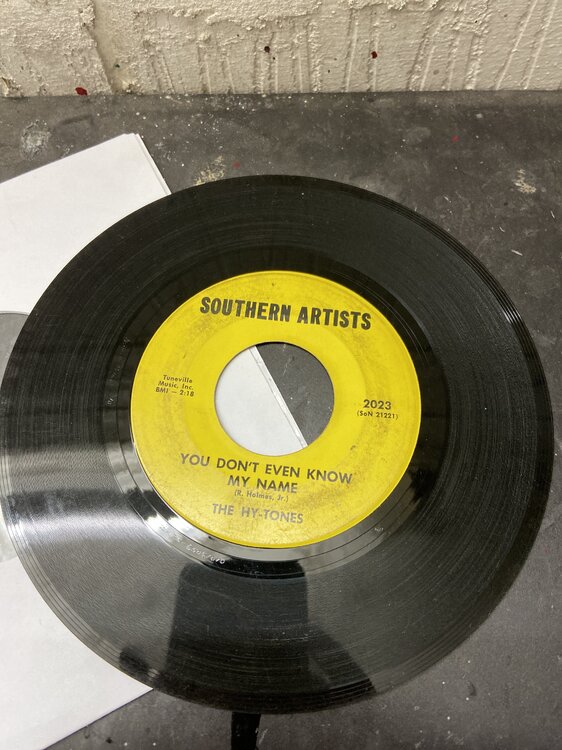 SOUTHERN ARTISTS
Tuneville
Music, Inc.
BMI — 2:18
2023
(SoN 21221)
YOU DON'T EVEN KNOW
MY NAME
(R. Holmes, Jr.)
THE HY-TONES